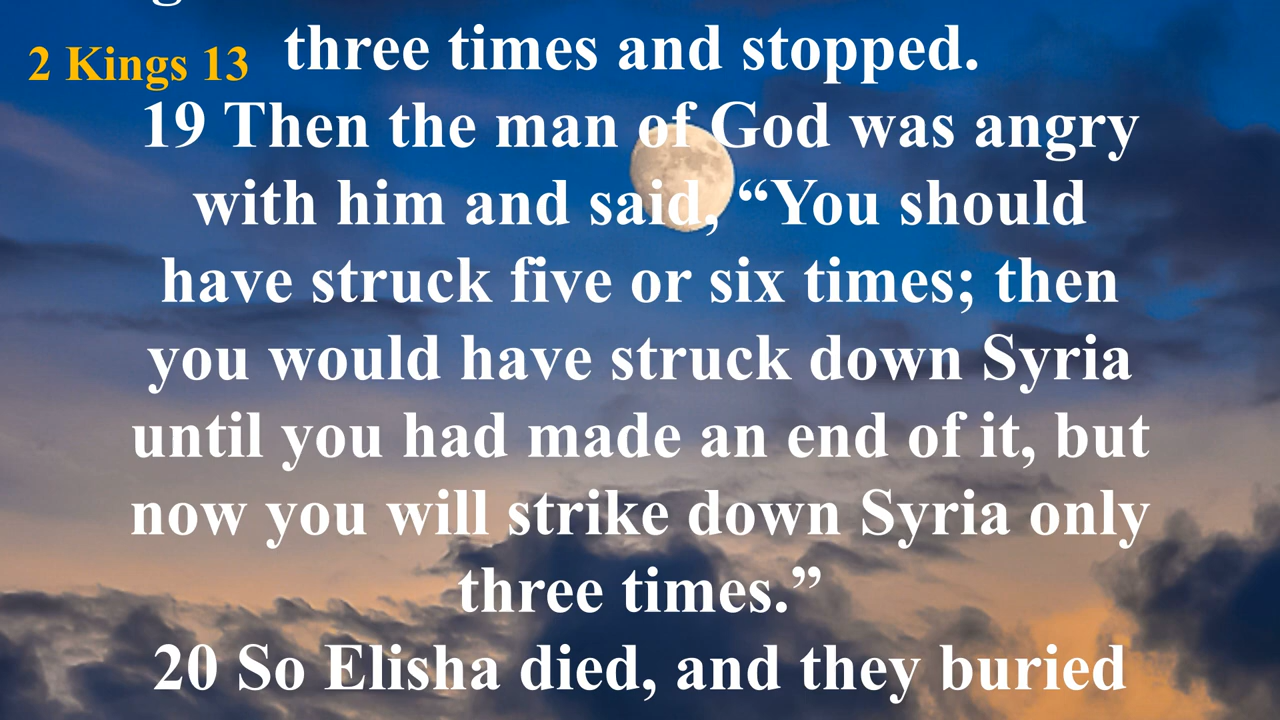 2 Kings 13
three times and stopped.
19 Then the man of God was angry
with him and said, “You should
have struck five or six times; then
you would have struck down Syria
until you had made an end of it, but
now you will strike down Syria only
three times.”
20 So Elisha died, and they buried